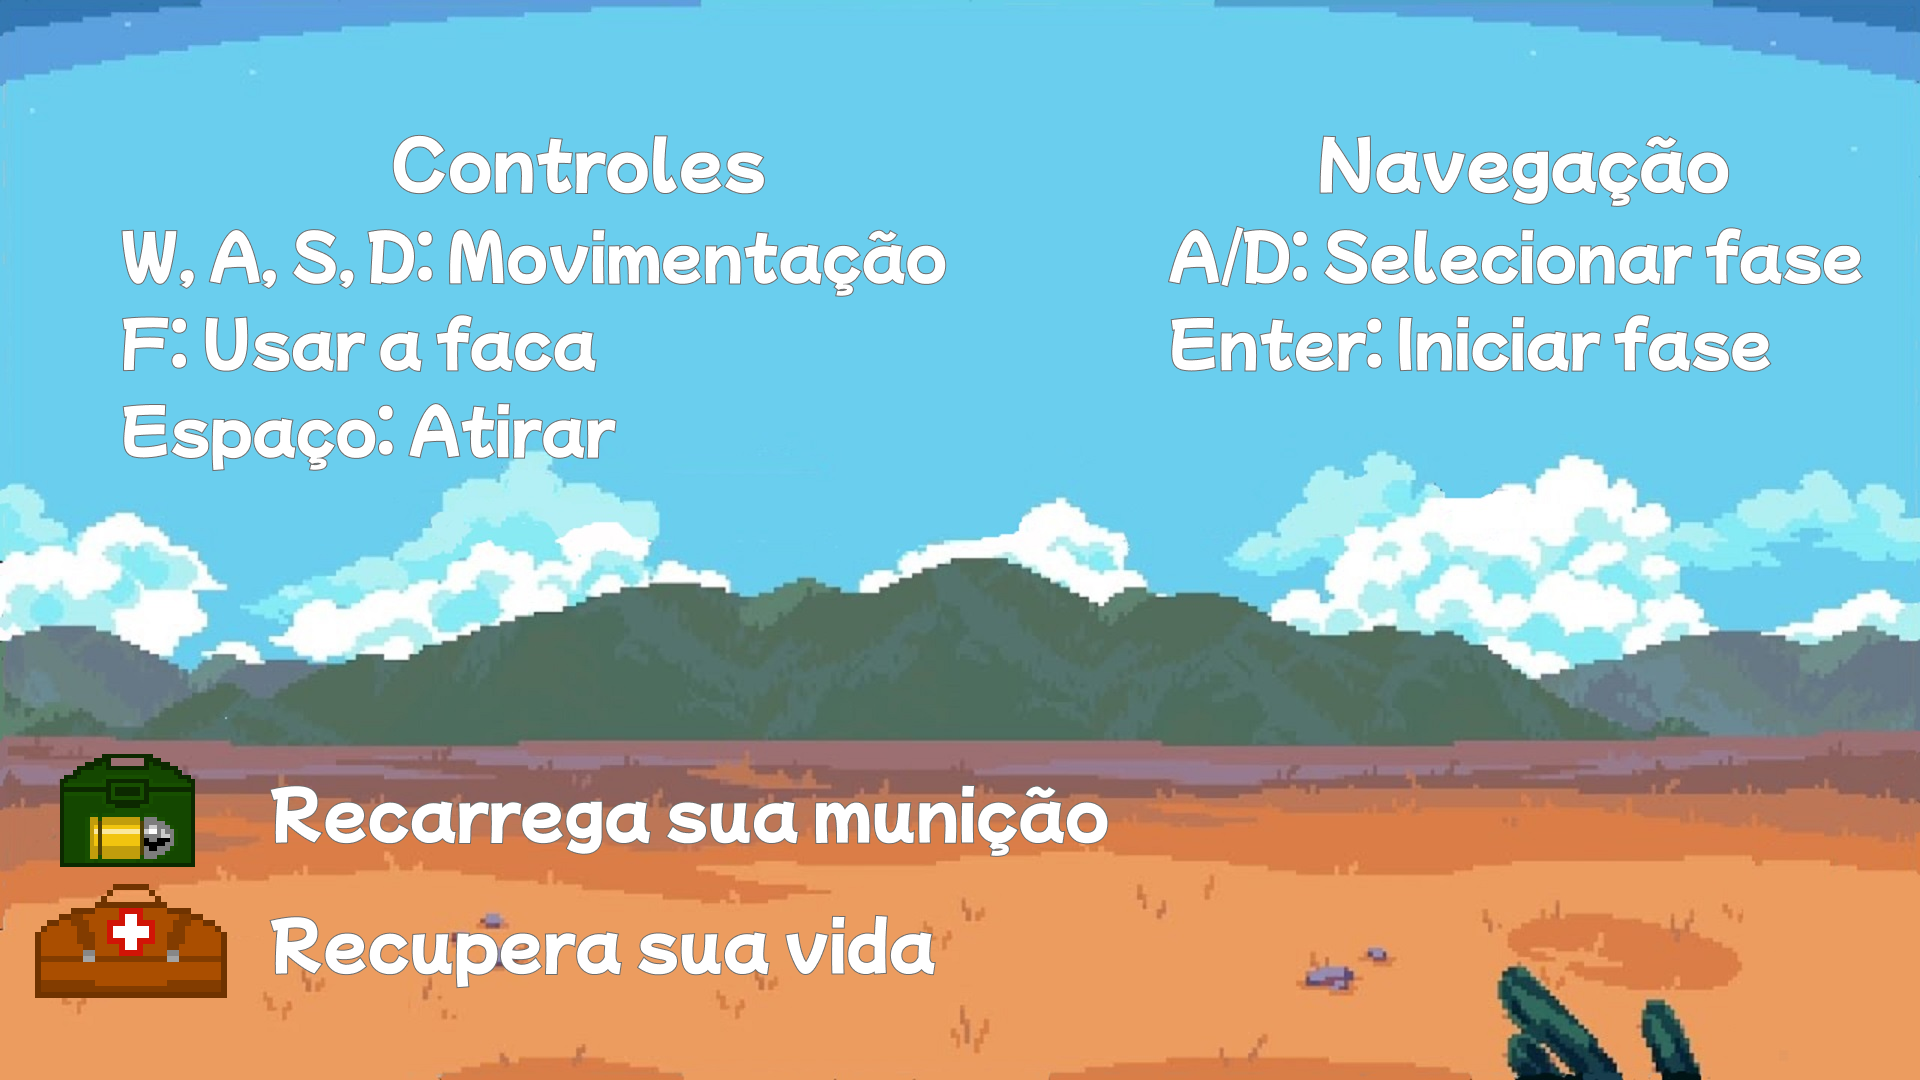 Controles
W, A, S, D: Movimentação
F: Usar a faca
Espaço: Atirar
Navegação
A/D: Selecionar fase
Enter: Iniciar fase
Recarrega sua munição
Recupera sua vida